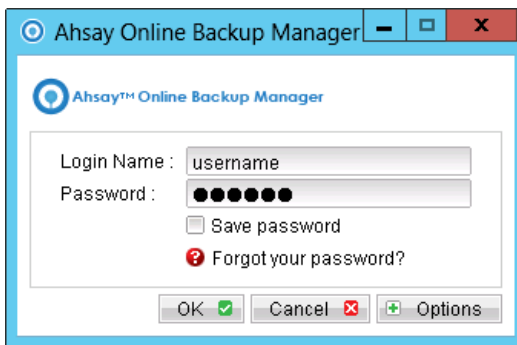 Ahsay Online Backup Manager
Ahsay™ Online Backup Manager
Login Name : username
Password : ●●●●●●
Save password
Forgot your password?
OK Cancel Options